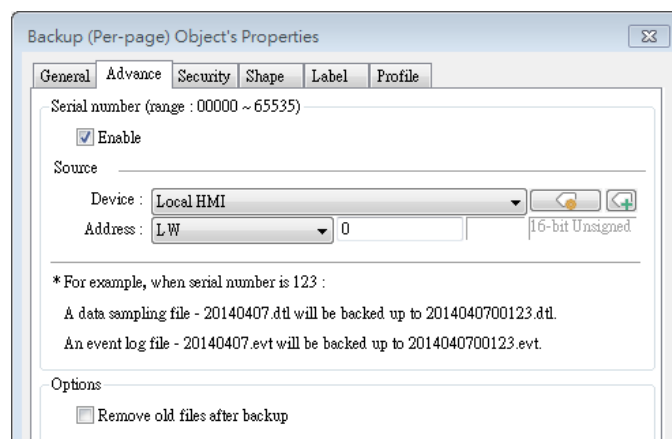 Backup (Per-page) Object's Properties
General Advance Security Shape Label Profile
Serial number (range : 00000 ~ 65535)
Enable
Source
Device : Local HMI
Address : LW 0 16-bit Unsigned
* For example, when serial number is 123 :
A data sampling file - 20140407.dtl will be backed up to 2014040700123.dtl.
An event log file - 20140407.evt will be backed up to 2014040700123.evt.
Options
Remove old files after backup